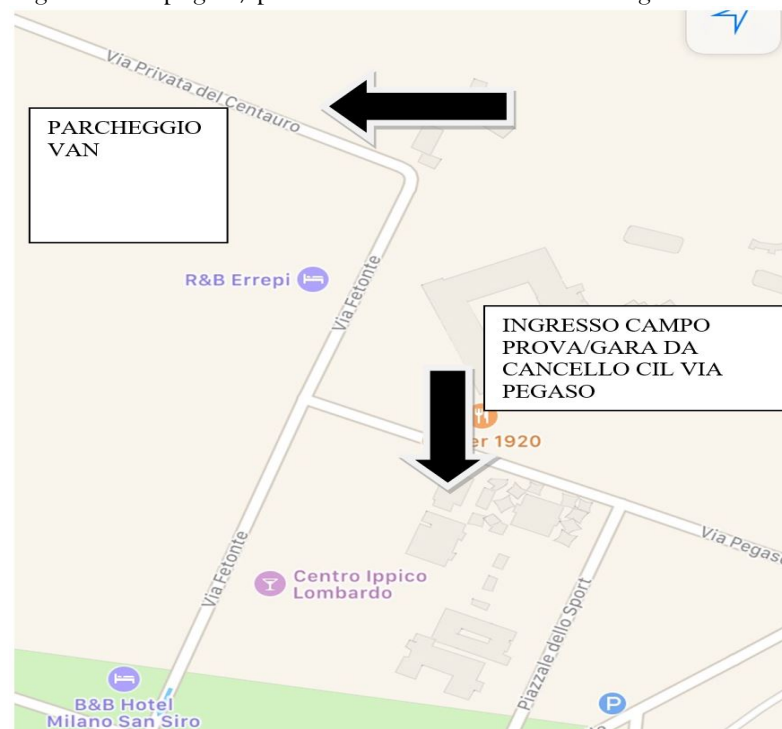 Via Privata del Centauro
PARCHEGGIO
VAN
R&B Errepi
Via Fetonte
INGRESSO CAMPO
PROVA/GARA DA
CANCELLO CIL VIA
PEGASO
er 1920
Via Pegaso
Via Fetonte
Centro Ippico
Lombardo
Piazzale dello Sport
B&B Hotel
Milano San Siro
P